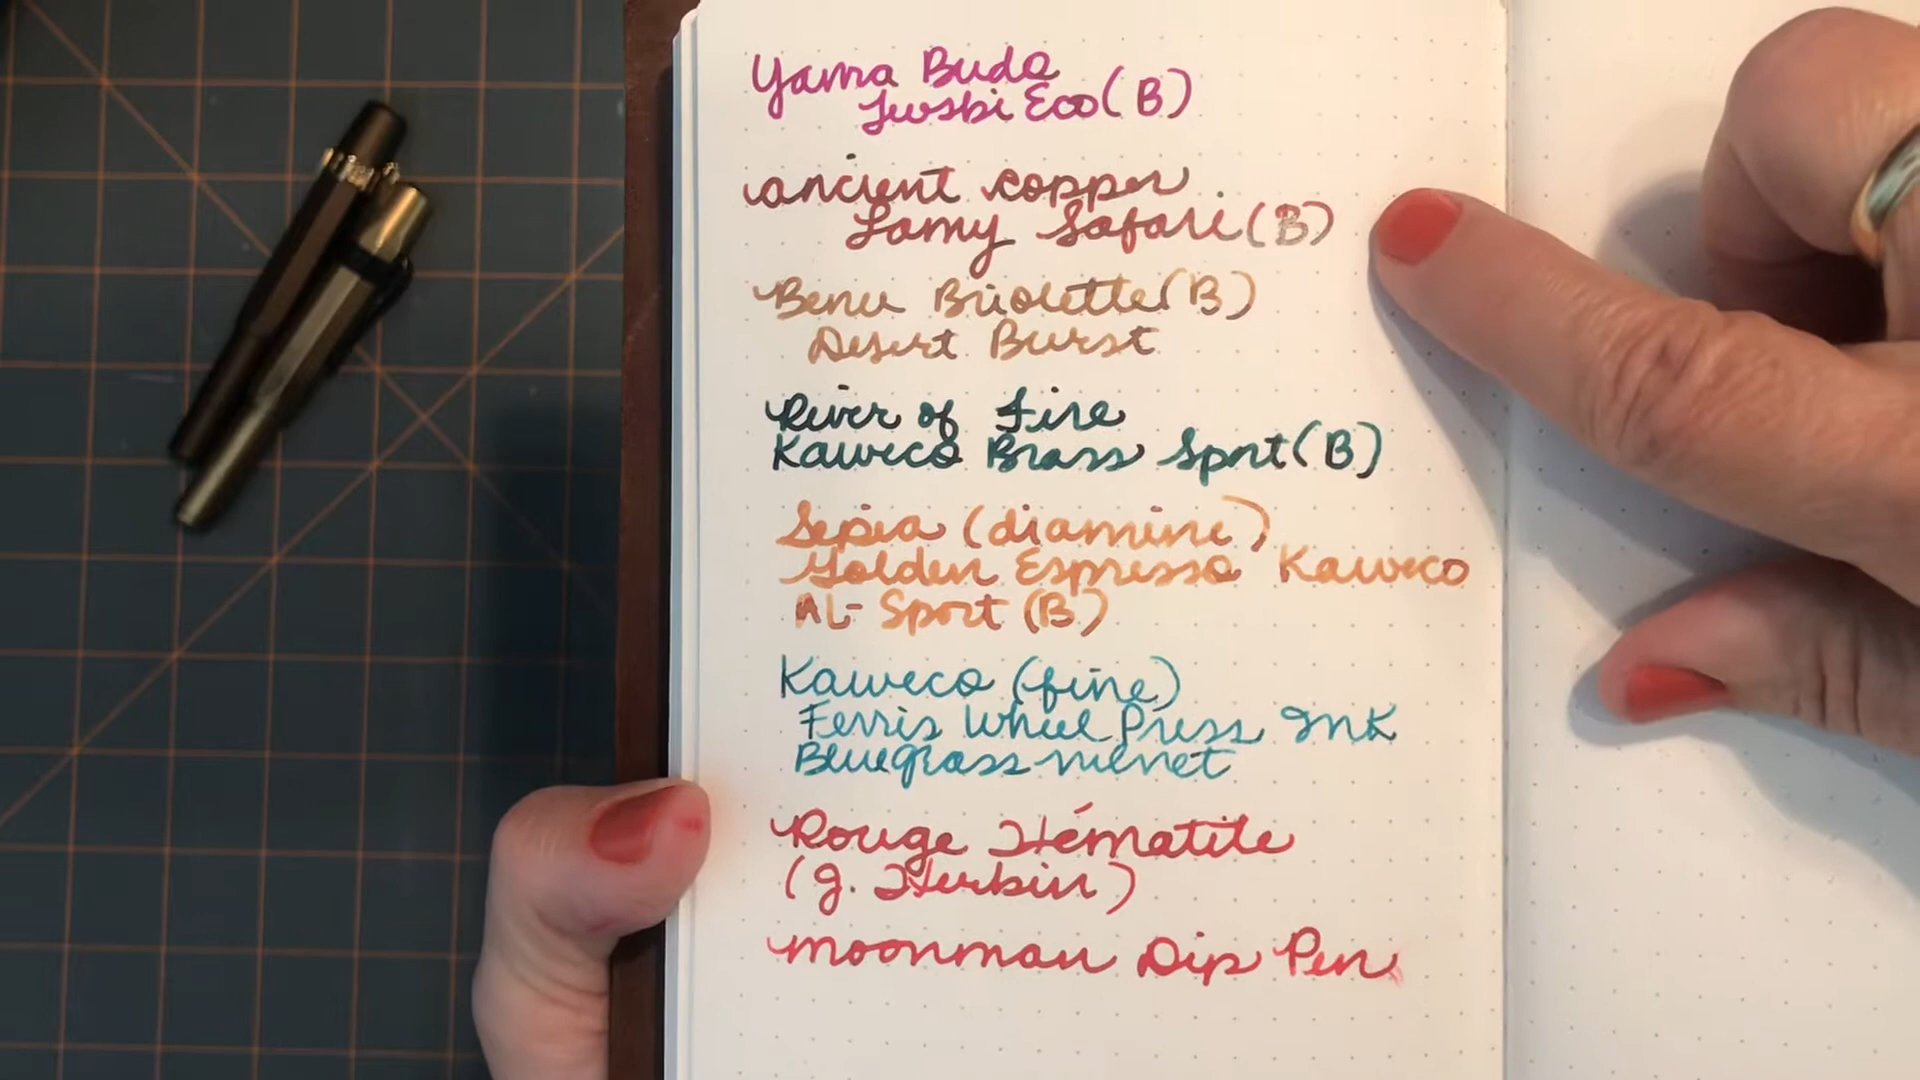 Yama Budo
Twsbi Eco (B)
ancient copper
Lamy Safari (B)
Benu Briolette (B)
Desert Burst
River of Fire
Kaweco Brass Sport (B)
Sepia (diamine)
Golden Espresso Kaweco
AL-Sport (B)
Kaweco (fine)
Ferris Wheel Press Ink
Bluegrass
Rouge Hématite
(J. Herbin)
moonman Dip Pen